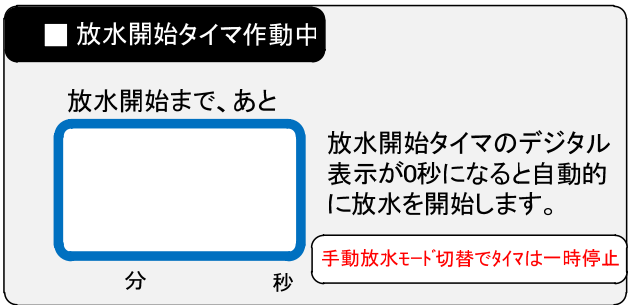 ■ 放水開始タイマ作動中
放水開始まで、あと
分 秒
放水開始タイマのデジタル
表示が0秒になると自動的
に放水を開始します。
手動放水ﾓｰﾄﾞ切替でﾀｲﾏは一時停止